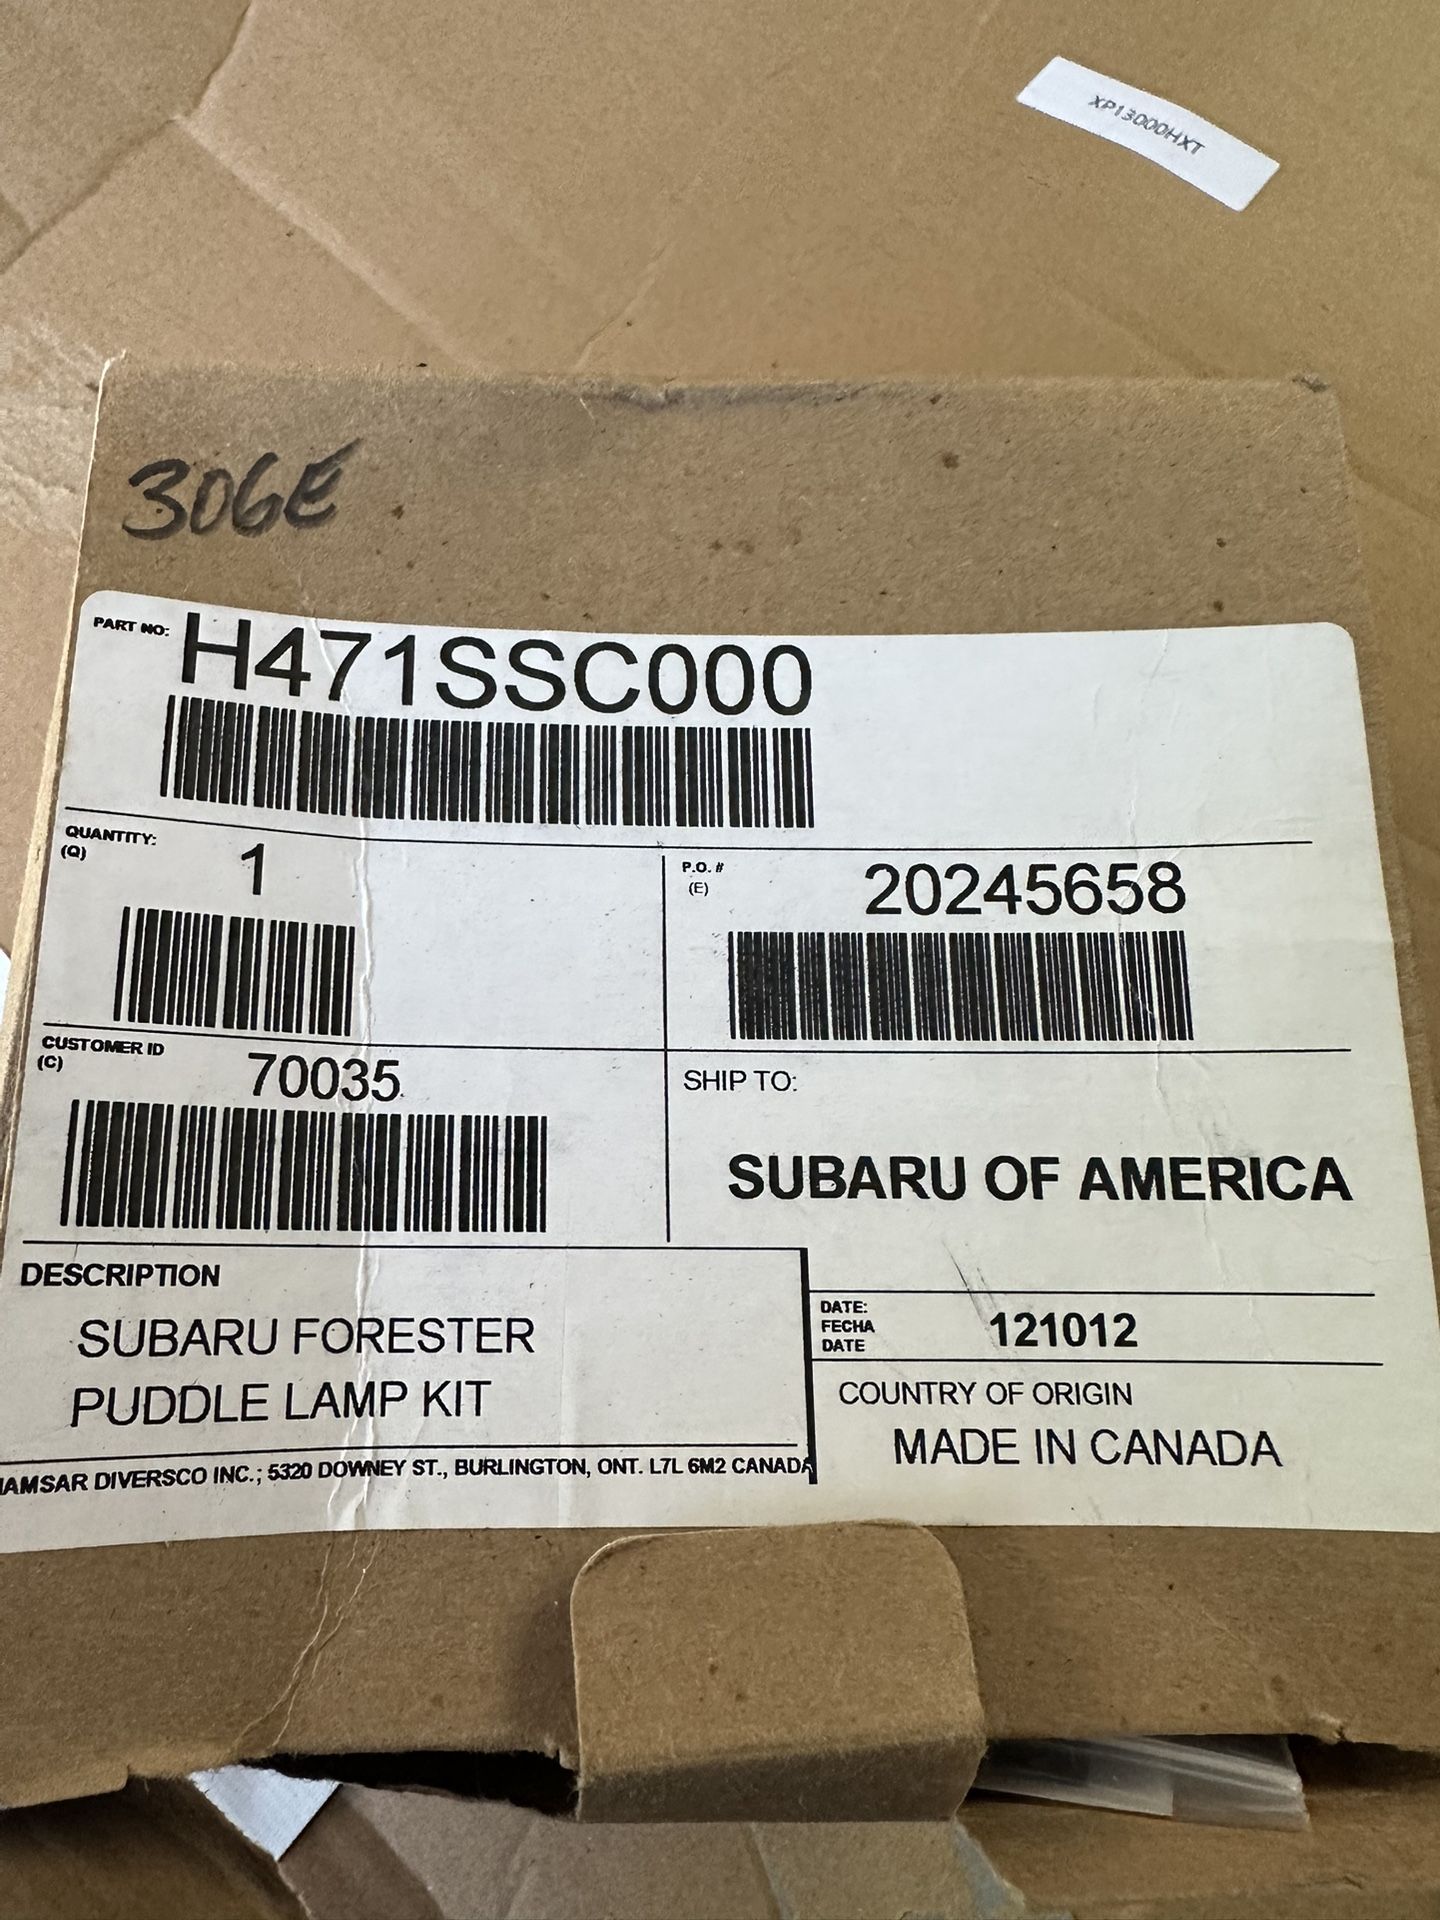 XP13000HXT
306E
PART NO: H471SSC000
QUANTITY:
(Q)
1
P.O. #
(E)
20245658
CUSTOMER ID
(C)
70035
SHIP TO:
SUBARU OF AMERICA
DESCRIPTION
SUBARU FORESTER
PUDDLE LAMP KIT
DATE:
FECHA
DATE
121012
COUNTRY OF ORIGIN
MADE IN CANADA
HAMSAR DIVERSCO INC.; 5320 DOWNEY ST., BURLINGTON, ONT. L7L 6M2 CANADA